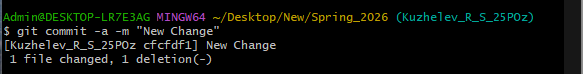 Admin@DESKTOP-LR7E3AG MINGW64 ~/Desktop/New/Spring_2026 (Kuzhelev_R_S_25POz)
$ git commit -a -m "New Change"
[Kuzhelev_R_S_25POz cfcfdf1] New Change
 1 file changed, 1 deletion(-)